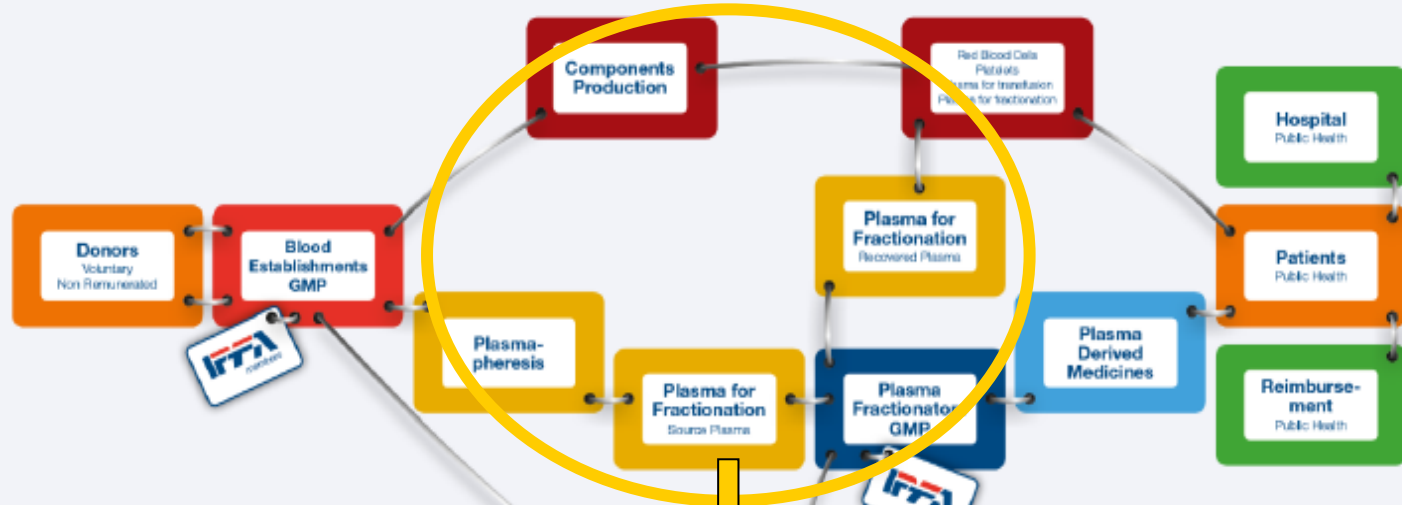 Components
Production
Red Blood Cells
Platelets
Plasma for transfusion
Plasma for fractionation
Hospital
Public Health
Donors
Voluntary
Non Remunerated
Blood
Establishments
GMP
Plasma for
Fractionation
Recovered Plasma
Patients
Public Health
members
Plasma-
pheresis
Plasma for
Fractionation
Source Plasma
Plasma
Fractionator
GMP
Plasma
Derived
Medicines
Reimburse-
ment
Public Health